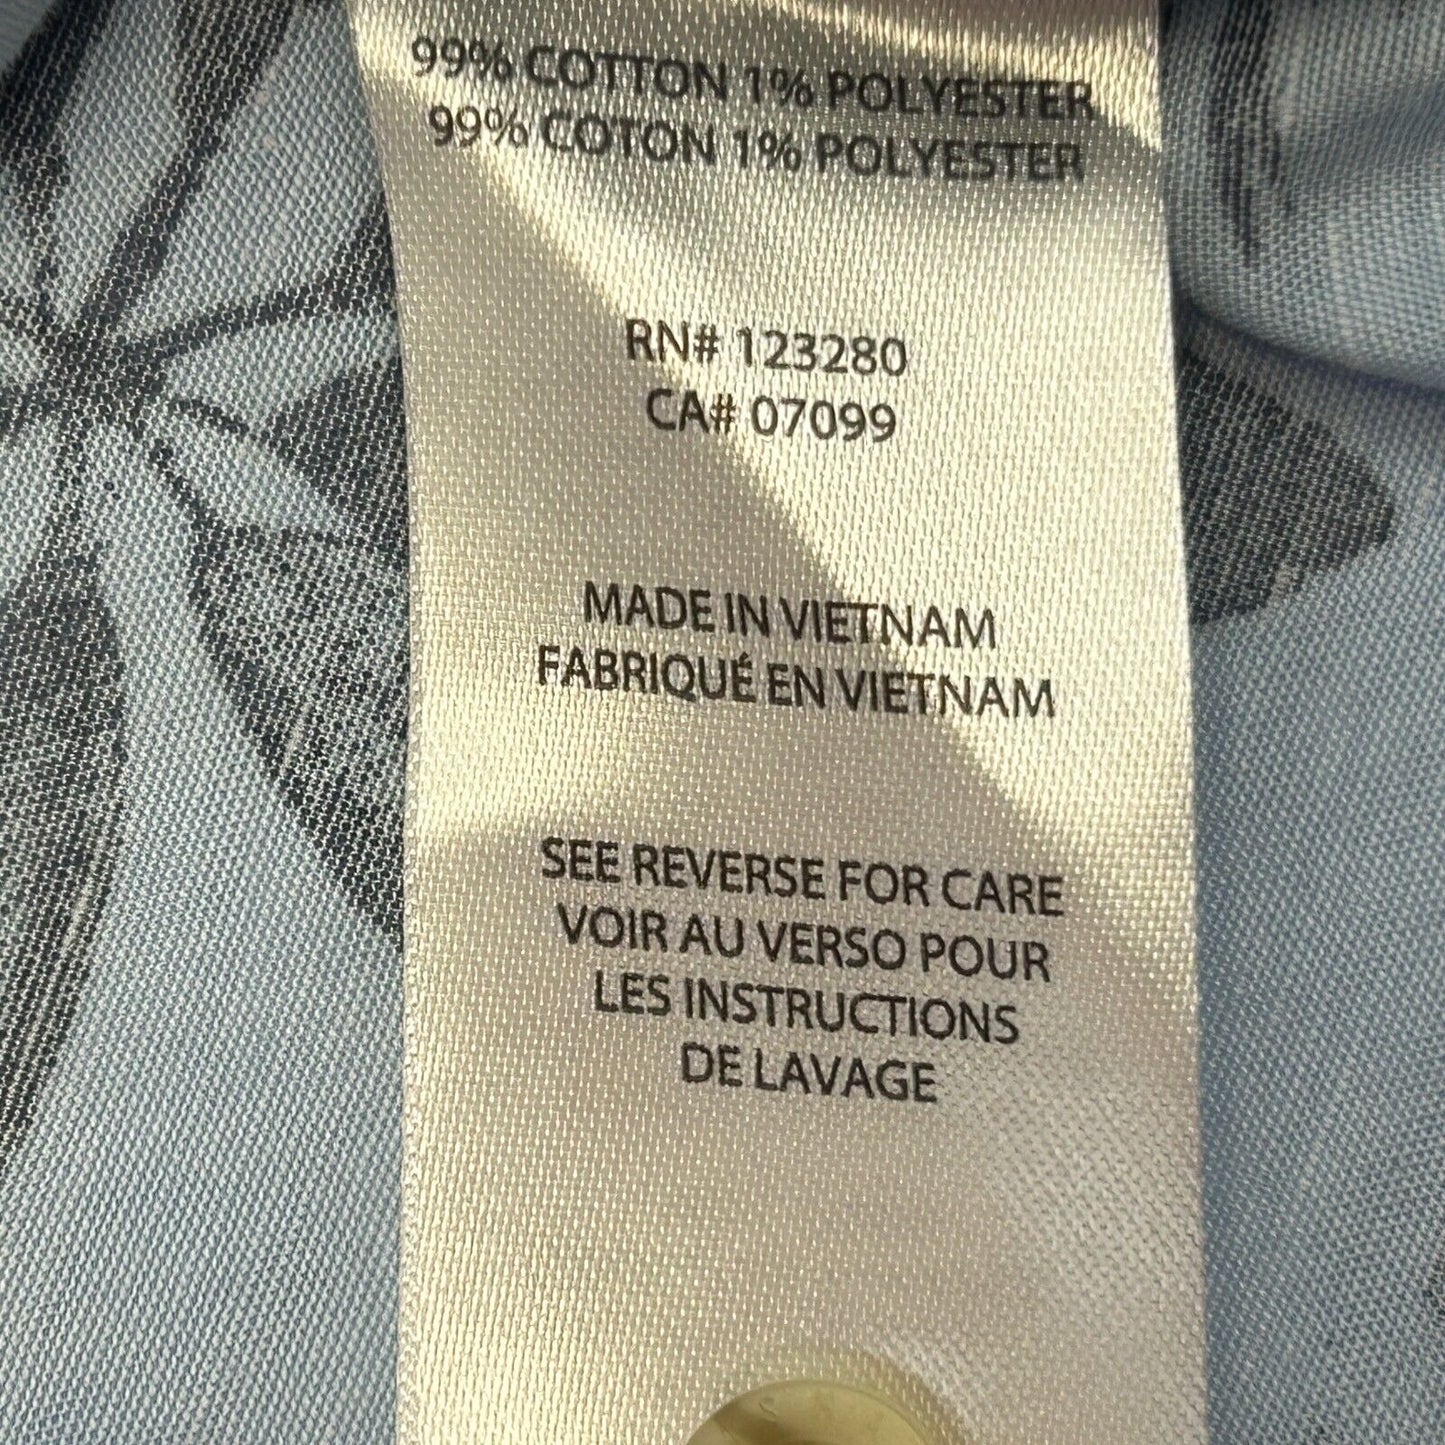 99% COTTON 1% POLYESTER
99% COTON 1% POLYESTER
RN# 123280
CA# 07099
MADE IN VIETNAM
FABRIQUÉ EN VIETNAM
SEE REVERSE FOR CARE
VOIR AU VERSO POUR
LES INSTRUCTIONS
DE LAVAGE